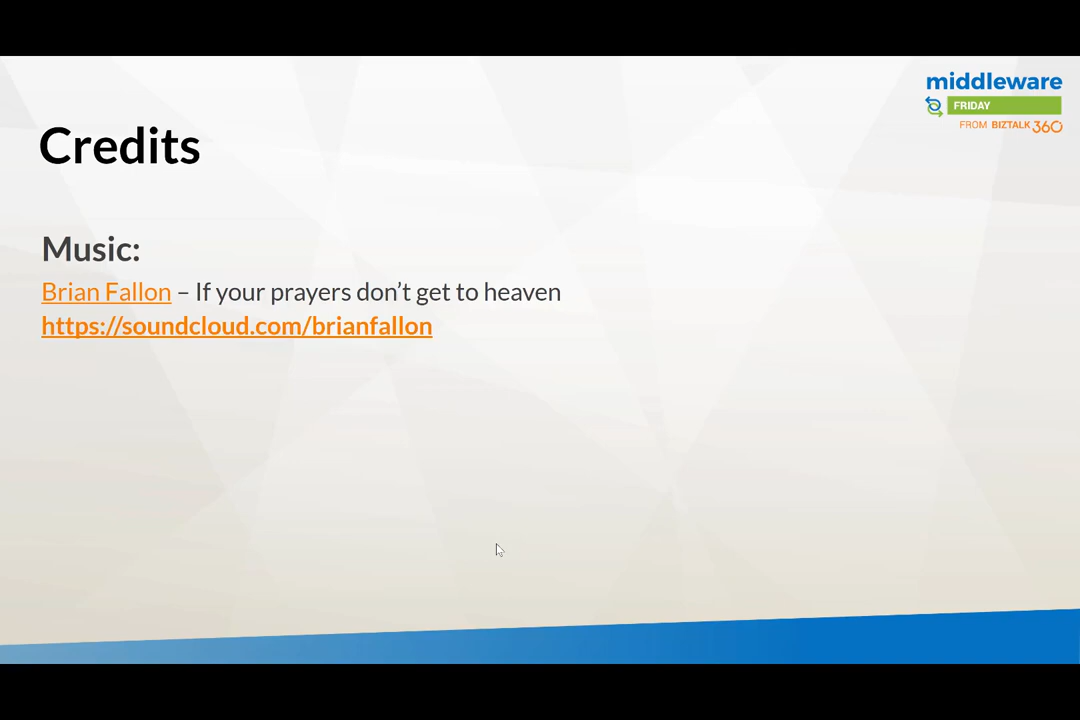 middleware
FRIDAY
FROM BIZTALK 360
Credits
Music:
Brian Fallon – If your prayers don’t get to heaven
https://soundcloud.com/brianfallon